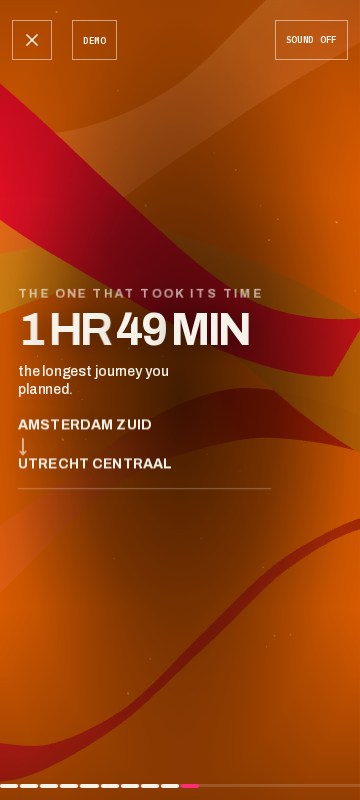 DEMO
SOUND OFF
THE ONE THAT TOOK ITS TIME
1 HR 49 MIN
the longest journey you
planned.
AMSTERDAM ZUID
↓
UTRECHT CENTRAAL